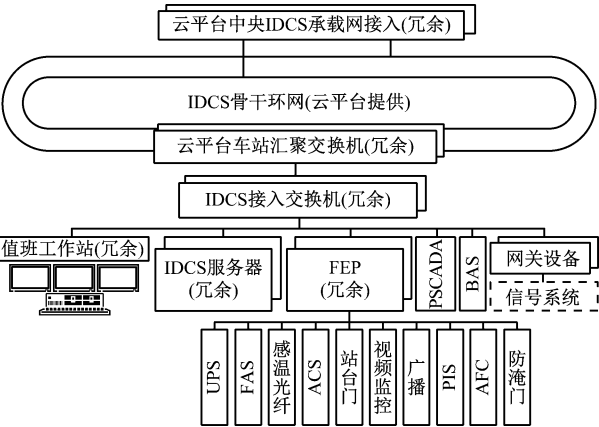 云平台中央IDCS承载网接入(冗余)
IDCS骨干环网(云平台提供)
云平台车站汇聚交换机(冗余)
IDCS接入交换机(冗余)
值班工作站(冗余)
IDCS服务器
(冗余)
FEP
(冗余)
PSCADA
BAS
网关设备
信号系统
UPS
FAS
感温光纤
ACS
站台门
视频监控
广播
PIS
AFC
防淹门